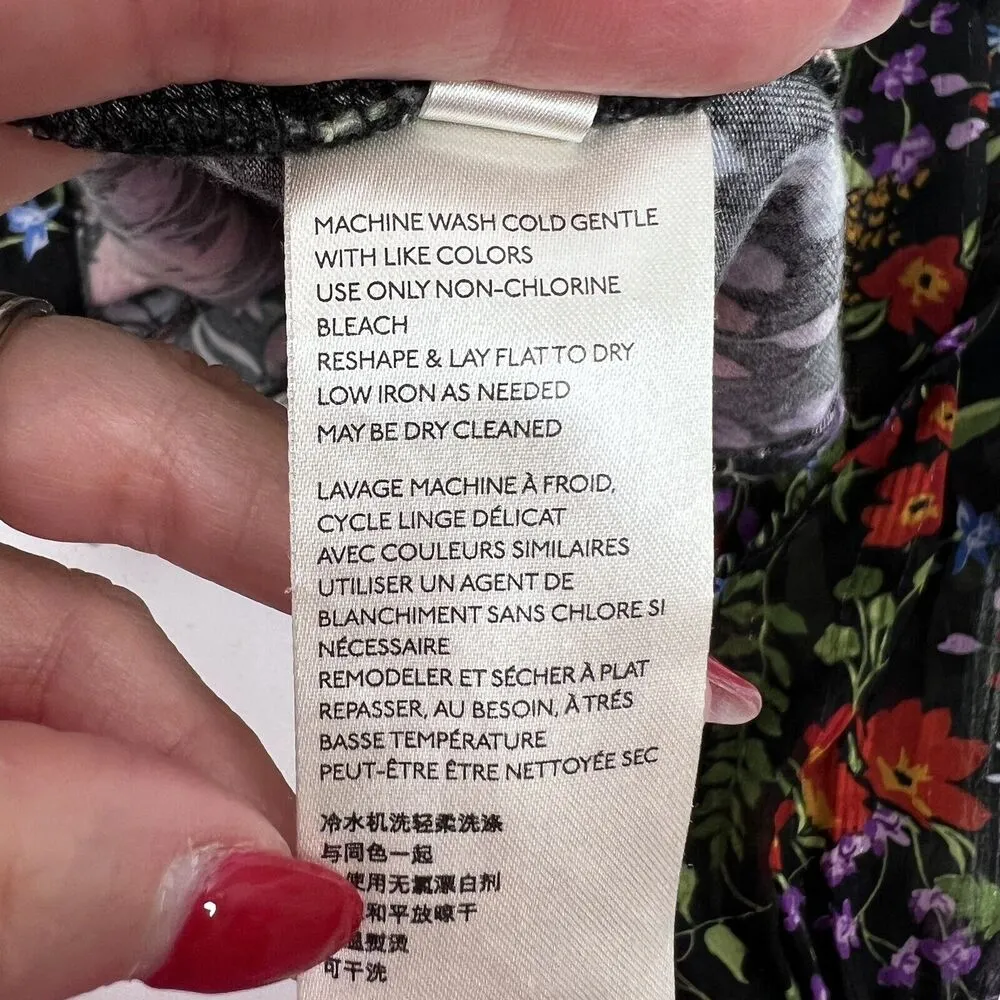 MACHINE WASH COLD GENTLE
WITH LIKE COLORS
USE ONLY NON-CHLORINE
BLEACH
RESHAPE & LAY FLAT TO DRY
LOW IRON AS NEEDED
MAY BE DRY CLEANED
LAVAGE MACHINE À FROID,
CYCLE LINGE DÉLICAT
AVEC COULEURS SIMILAIRES
UTILISER UN AGENT DE
BLANCHIMENT SANS CHLORE SI
NÉCESSAIRE
REMODELER ET SÉCHER À PLAT
REPASSER, AU BESOIN, À TRÉS
BASSE TEMPÉRATURE
PEUT-ÊTRE ÊTRE NETTOYÉE SEC
冷水机洗轻柔洗涤
与同色一起
使用无氯漂白剂
和平放晾干
温熨烫
可干洗